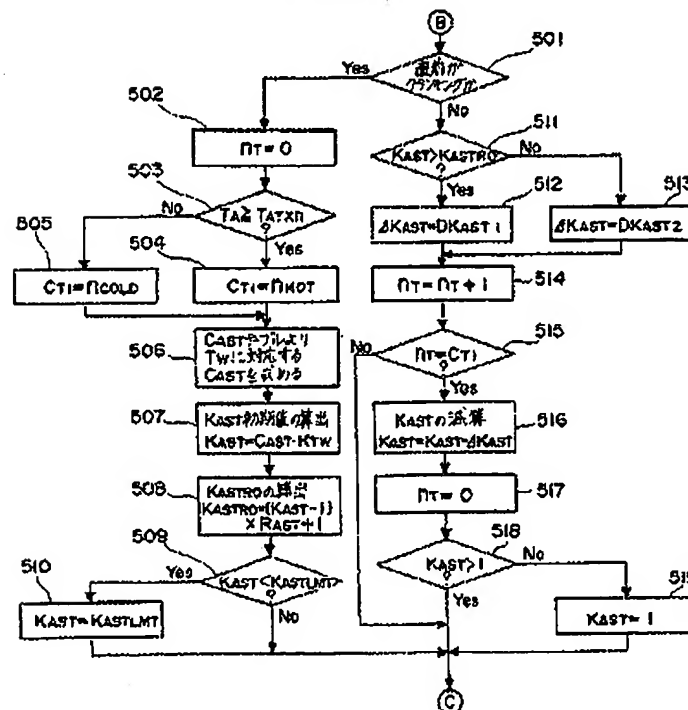 B
501
前回が
クランキングか
Yes
No
502
nT=0
511
KAST>KASTRO
?
No
Yes
503
TA≧TATXn
?
No
Yes
512
ΔKAST=DKAST1
513
ΔKAST=DKAST2
505
CT1=nCOLD
504
CT1=nHOT
514
nT=nT+1
506
CASTテーブルより
TWに対応する
CASTを求める
515
nT=CT1
?
No
Yes
507
KAST初期値の算出
KAST=CAST・KTW
516
KASTの減算
KAST=KAST-ΔKAST
508
KASTROの算出
KASTRO=(KAST-1)
×RAST+1
517
nT=0
509
KAST<KASTLMT
?
Yes
No
518
KAST>1
?
No
Yes
510
KAST=KASTLMT
KAST=1
C